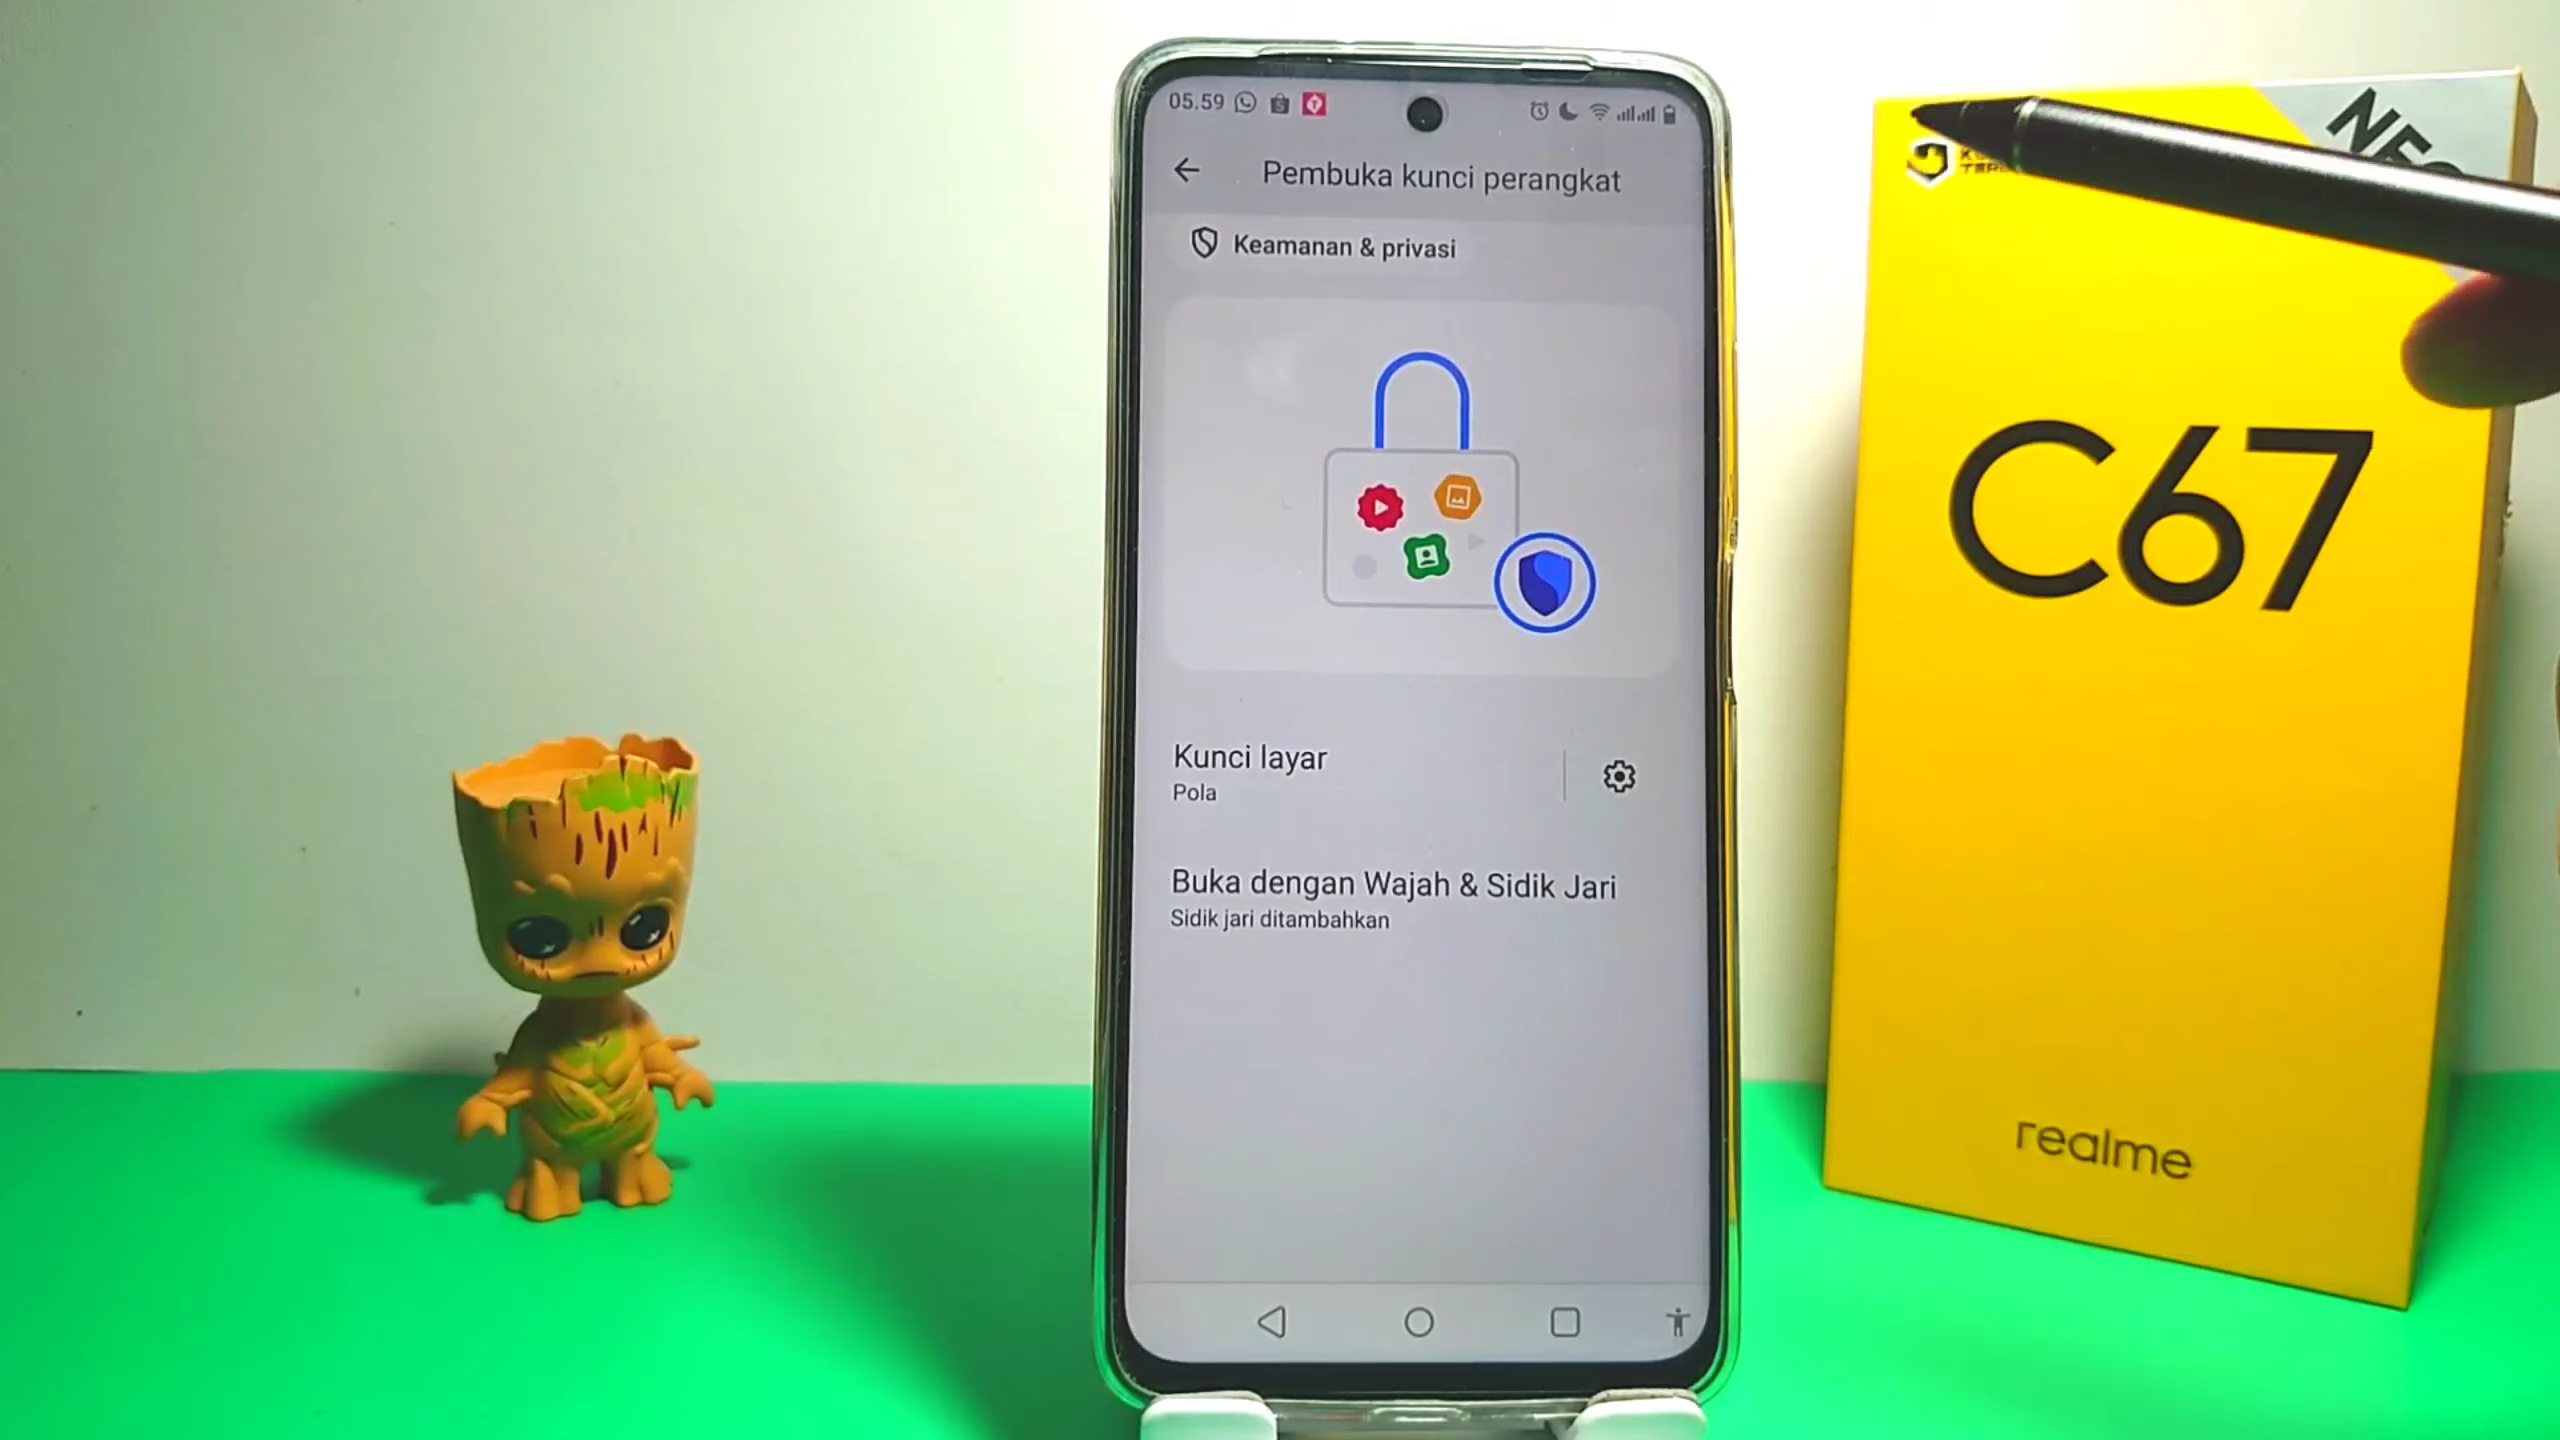 05.59
Pembuka kunci perangkat
Keamanan & privasi
Kunci layar
Pola
Buka dengan Wajah & Sidik Jari
Sidik jari ditambahkan
C67
realme